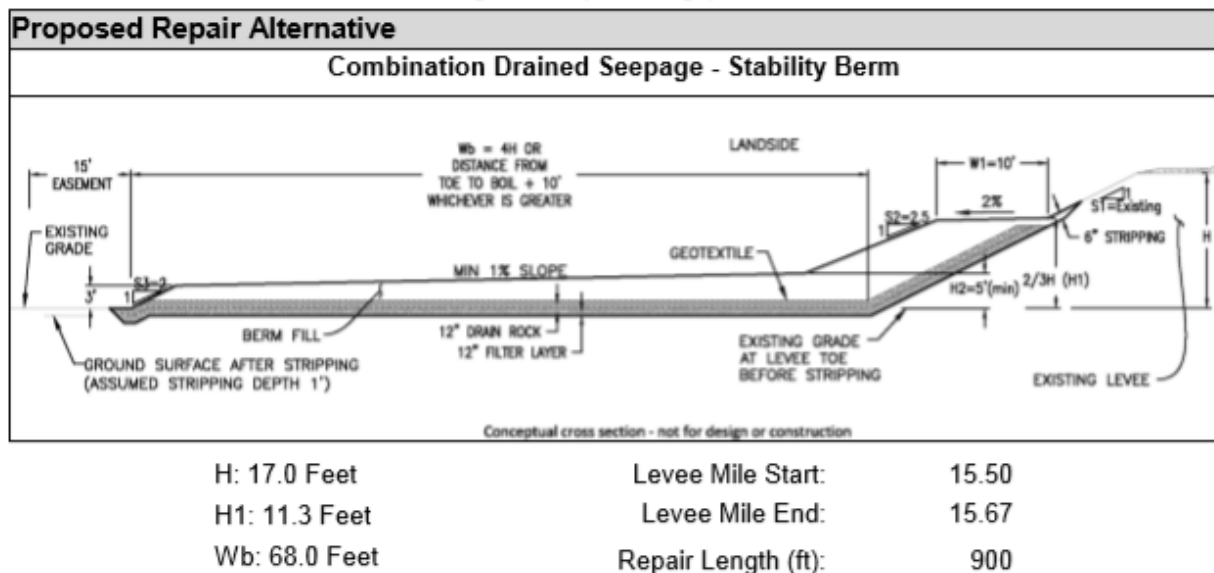 Proposed Repair Alternative
Combination Drained Seepage - Stability Berm
15'
EASEMENT
Wb = 4H OR
DISTANCE FROM
TOE TO BOIL + 10'
WHICHEVER IS GREATER
LANDSIDE
W1=10'
2%
S2=2.5
1
1
S1=Existing
6" STRIPPING
H
EXISTING
GRADE
S3=2
1
3'
MIN 1% SLOPE
GEOTEXTILE
H2=5'(min)
2/3H (H1)
BERM FILL
12" DRAIN ROCK
12" FILTER LAYER
EXISTING GRADE
AT LEVEE TOE
BEFORE STRIPPING
GROUND SURFACE AFTER STRIPPING
(ASSUMED STRIPPING DEPTH 1')
EXISTING LEVEE
Conceptual cross section - not for design or construction
H: 17.0 Feet Levee Mile Start: 15.50
H1: 11.3 Feet Levee Mile End: 15.67
Wb: 68.0 Feet Repair Length (ft): 900